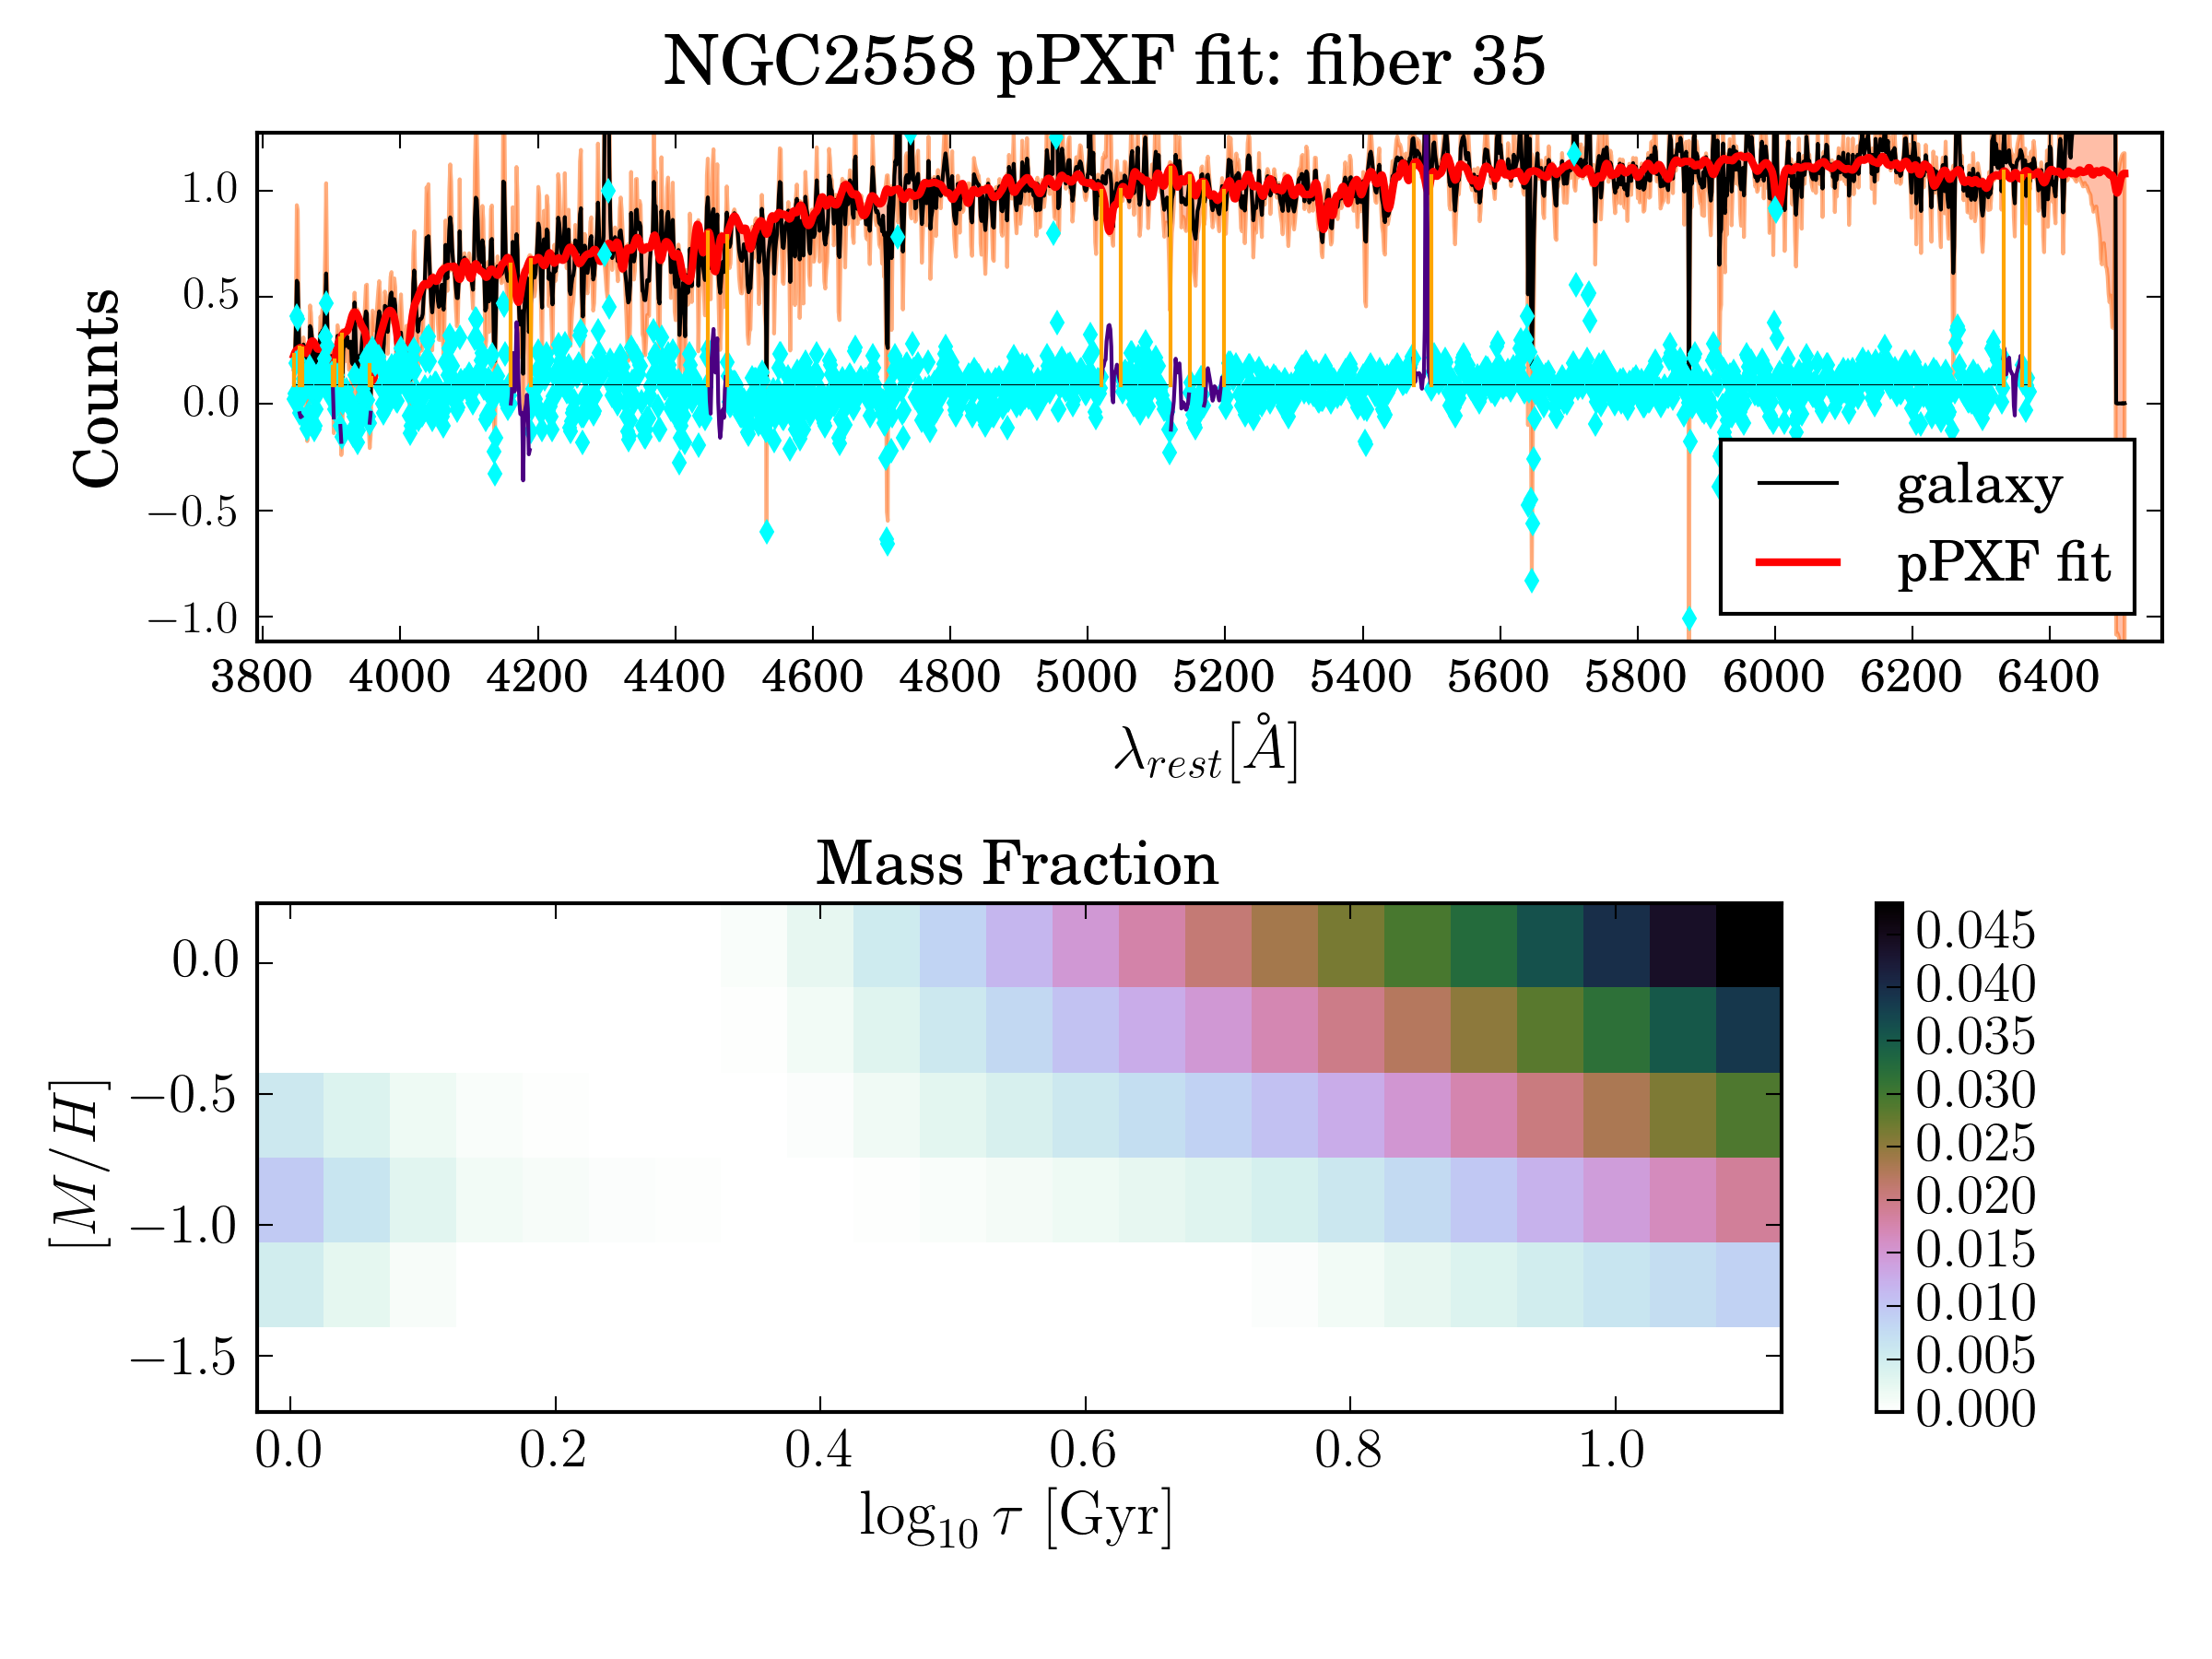 NGC2558 pPXF fit: fiber 35
Counts
1.0
0.5
0.0
−0.5
−1.0
galaxy
pPXF fit
3800 4000 4200 4400 4600 4800 5000 5200 5400 5600 5800 6000 6200 6400
λrest[Å]
Mass Fraction
[M/H]
0.0
−0.5
−1.0
−1.5
0.0 0.2 0.4 0.6 0.8 1.0
log10 τ [Gyr]
0.045
0.040
0.035
0.030
0.025
0.020
0.015
0.010
0.005
0.000